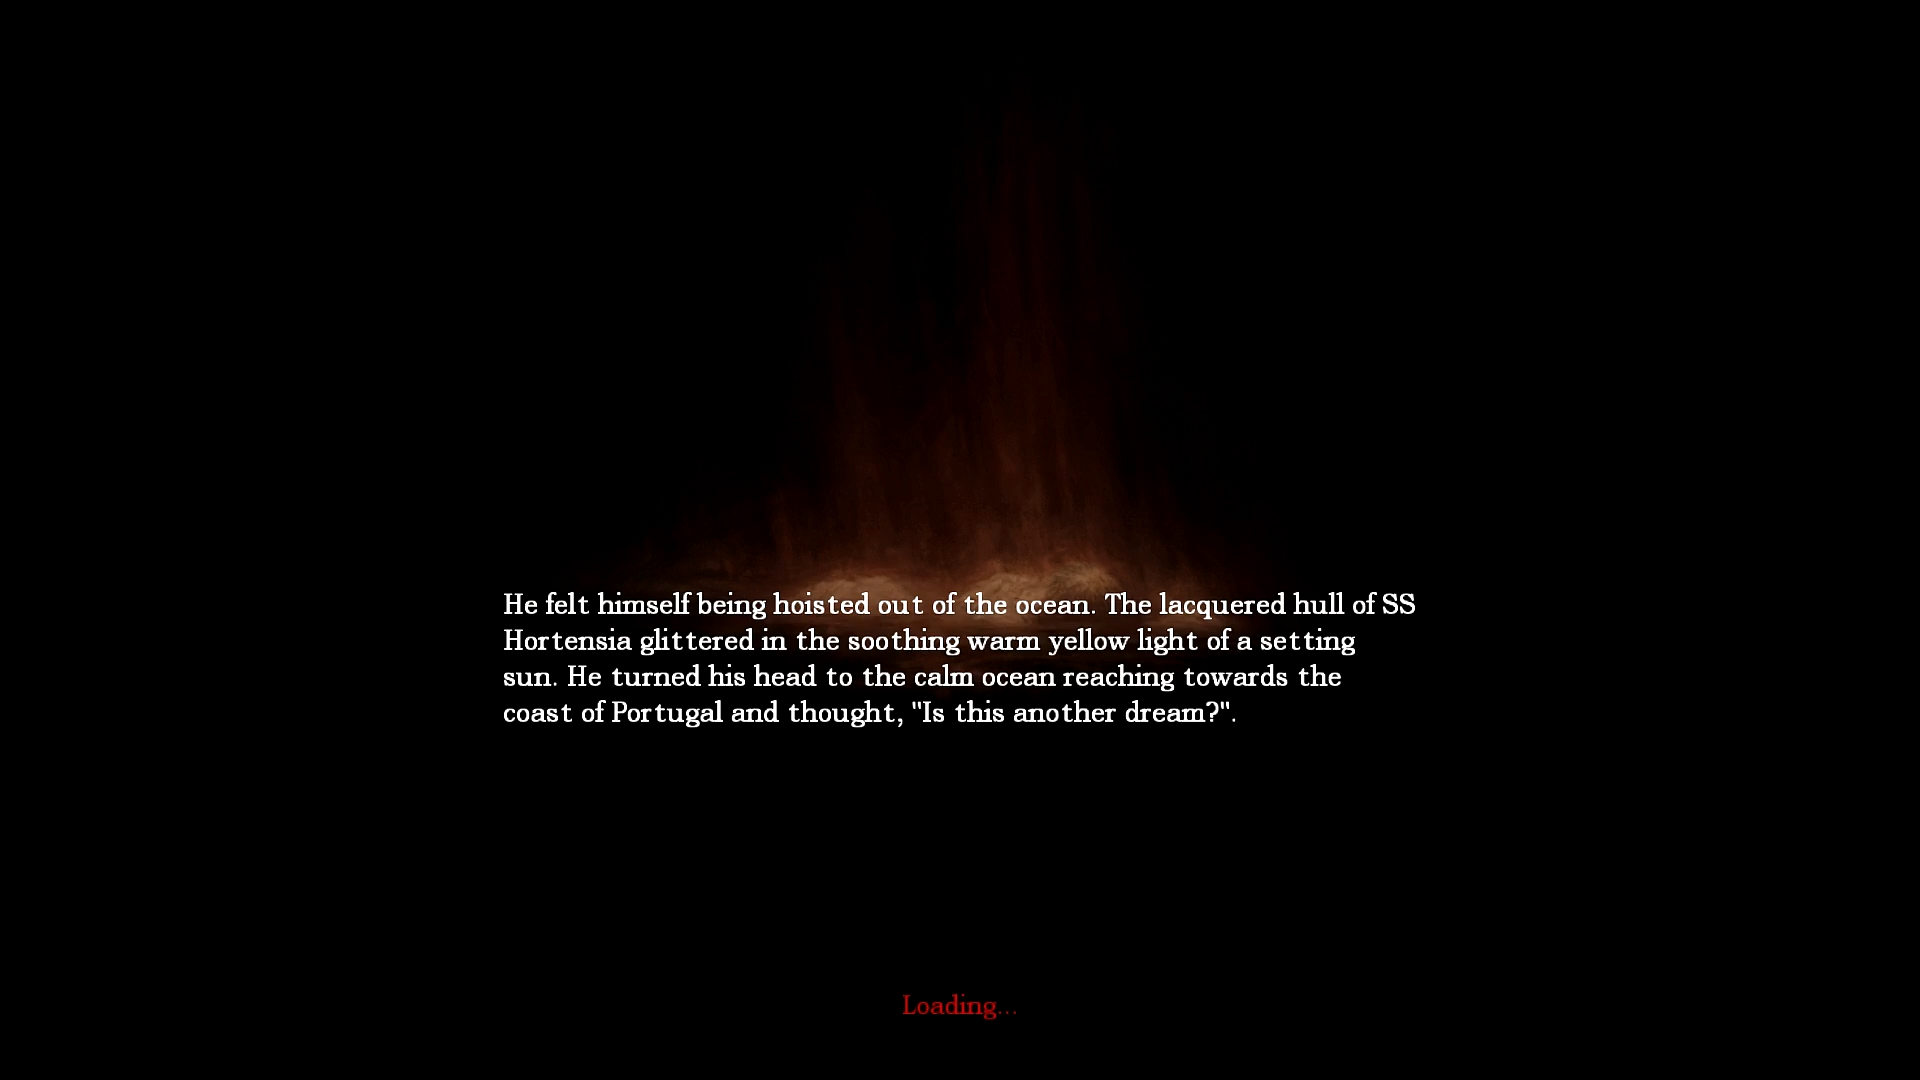 He felt himself being hoisted out of the ocean. The lacquered hull of SS
Hortensia glittered in the soothing warm yellow light of a setting
sun. He turned his head to the calm ocean reaching towards the
coast of Portugal and thought, "Is this another dream?".
Loading...